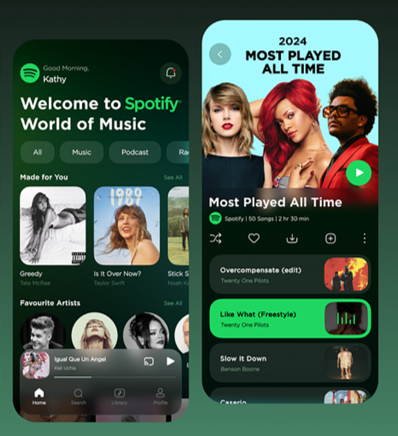 Good Morning,
Kathy
Welcome to Spotify
World of Music
All
Music
Podcast
Made for You
See All
1989
Greedy
Tate McRae
Is It Over Now?
Taylor Swift
Stick S
Noah K
Favourite Artists
See All
Igual Que Un Angel
Kali Uchis
Home
Search
Library
Profile
2024
MOST PLAYED
ALL TIME
Most Played All Time
Spotify | 50 Songs | 2 hr 30 min
Overcompensate (edit)
Twenty One Pilots
Like What (Freestyle)
Twenty One Pilots
Slow It Down
Benson Boone
Casario